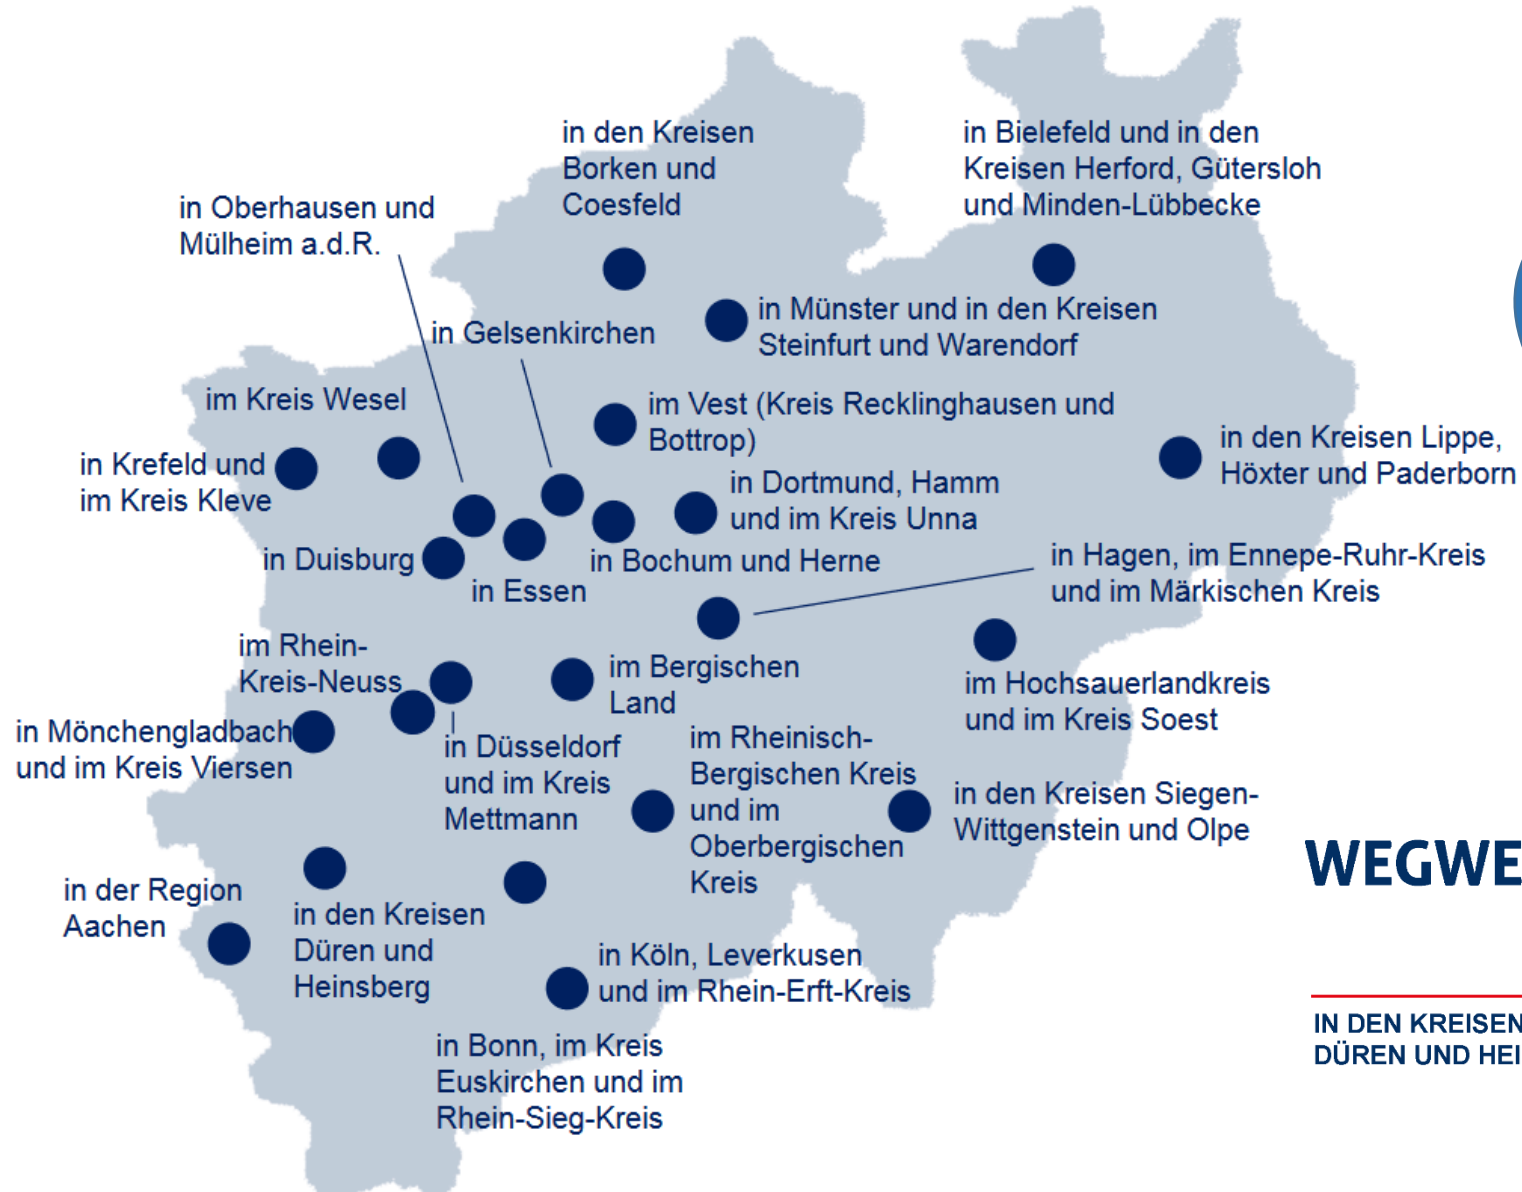 in den Kreisen
Borken und
Coesfeld
in Bielefeld und in den
Kreisen Herford, Gütersloh
und Minden-Lübbecke
in Oberhausen und
Mülheim a.d.R.
in Münster und in den Kreisen
Steinfurt und Warendorf
in Gelsenkirchen
im Kreis Wesel
im Vest (Kreis Recklinghausen und
Bottrop)
in den Kreisen Lippe,
Höxter und Paderborn
in Krefeld und
im Kreis Kleve
in Dortmund, Hamm
und im Kreis Unna
in Duisburg
in Essen
in Bochum und Herne
in Hagen, im Ennepe-Ruhr-Kreis
und im Märkischen Kreis
im Rhein-
Kreis-Neuss
im Bergischen
Land
im Hochsauerlandkreis
und im Kreis Soest
in Mönchengladbach
und im Kreis Viersen
in Düsseldorf
und im Kreis
Mettmann
im Rheinisch-
Bergischen Kreis
und im
Oberbergischen
Kreis
in den Kreisen Siegen-
Wittgenstein und Olpe
WEGWE
in der Region
Aachen
in den Kreisen
Düren und
Heinsberg
in Köln, Leverkusen
und im Rhein-Erft-Kreis
IN DEN KREISEN
DÜREN UND HEI
in Bonn, im Kreis
Euskirchen und im
Rhein-Sieg-Kreis